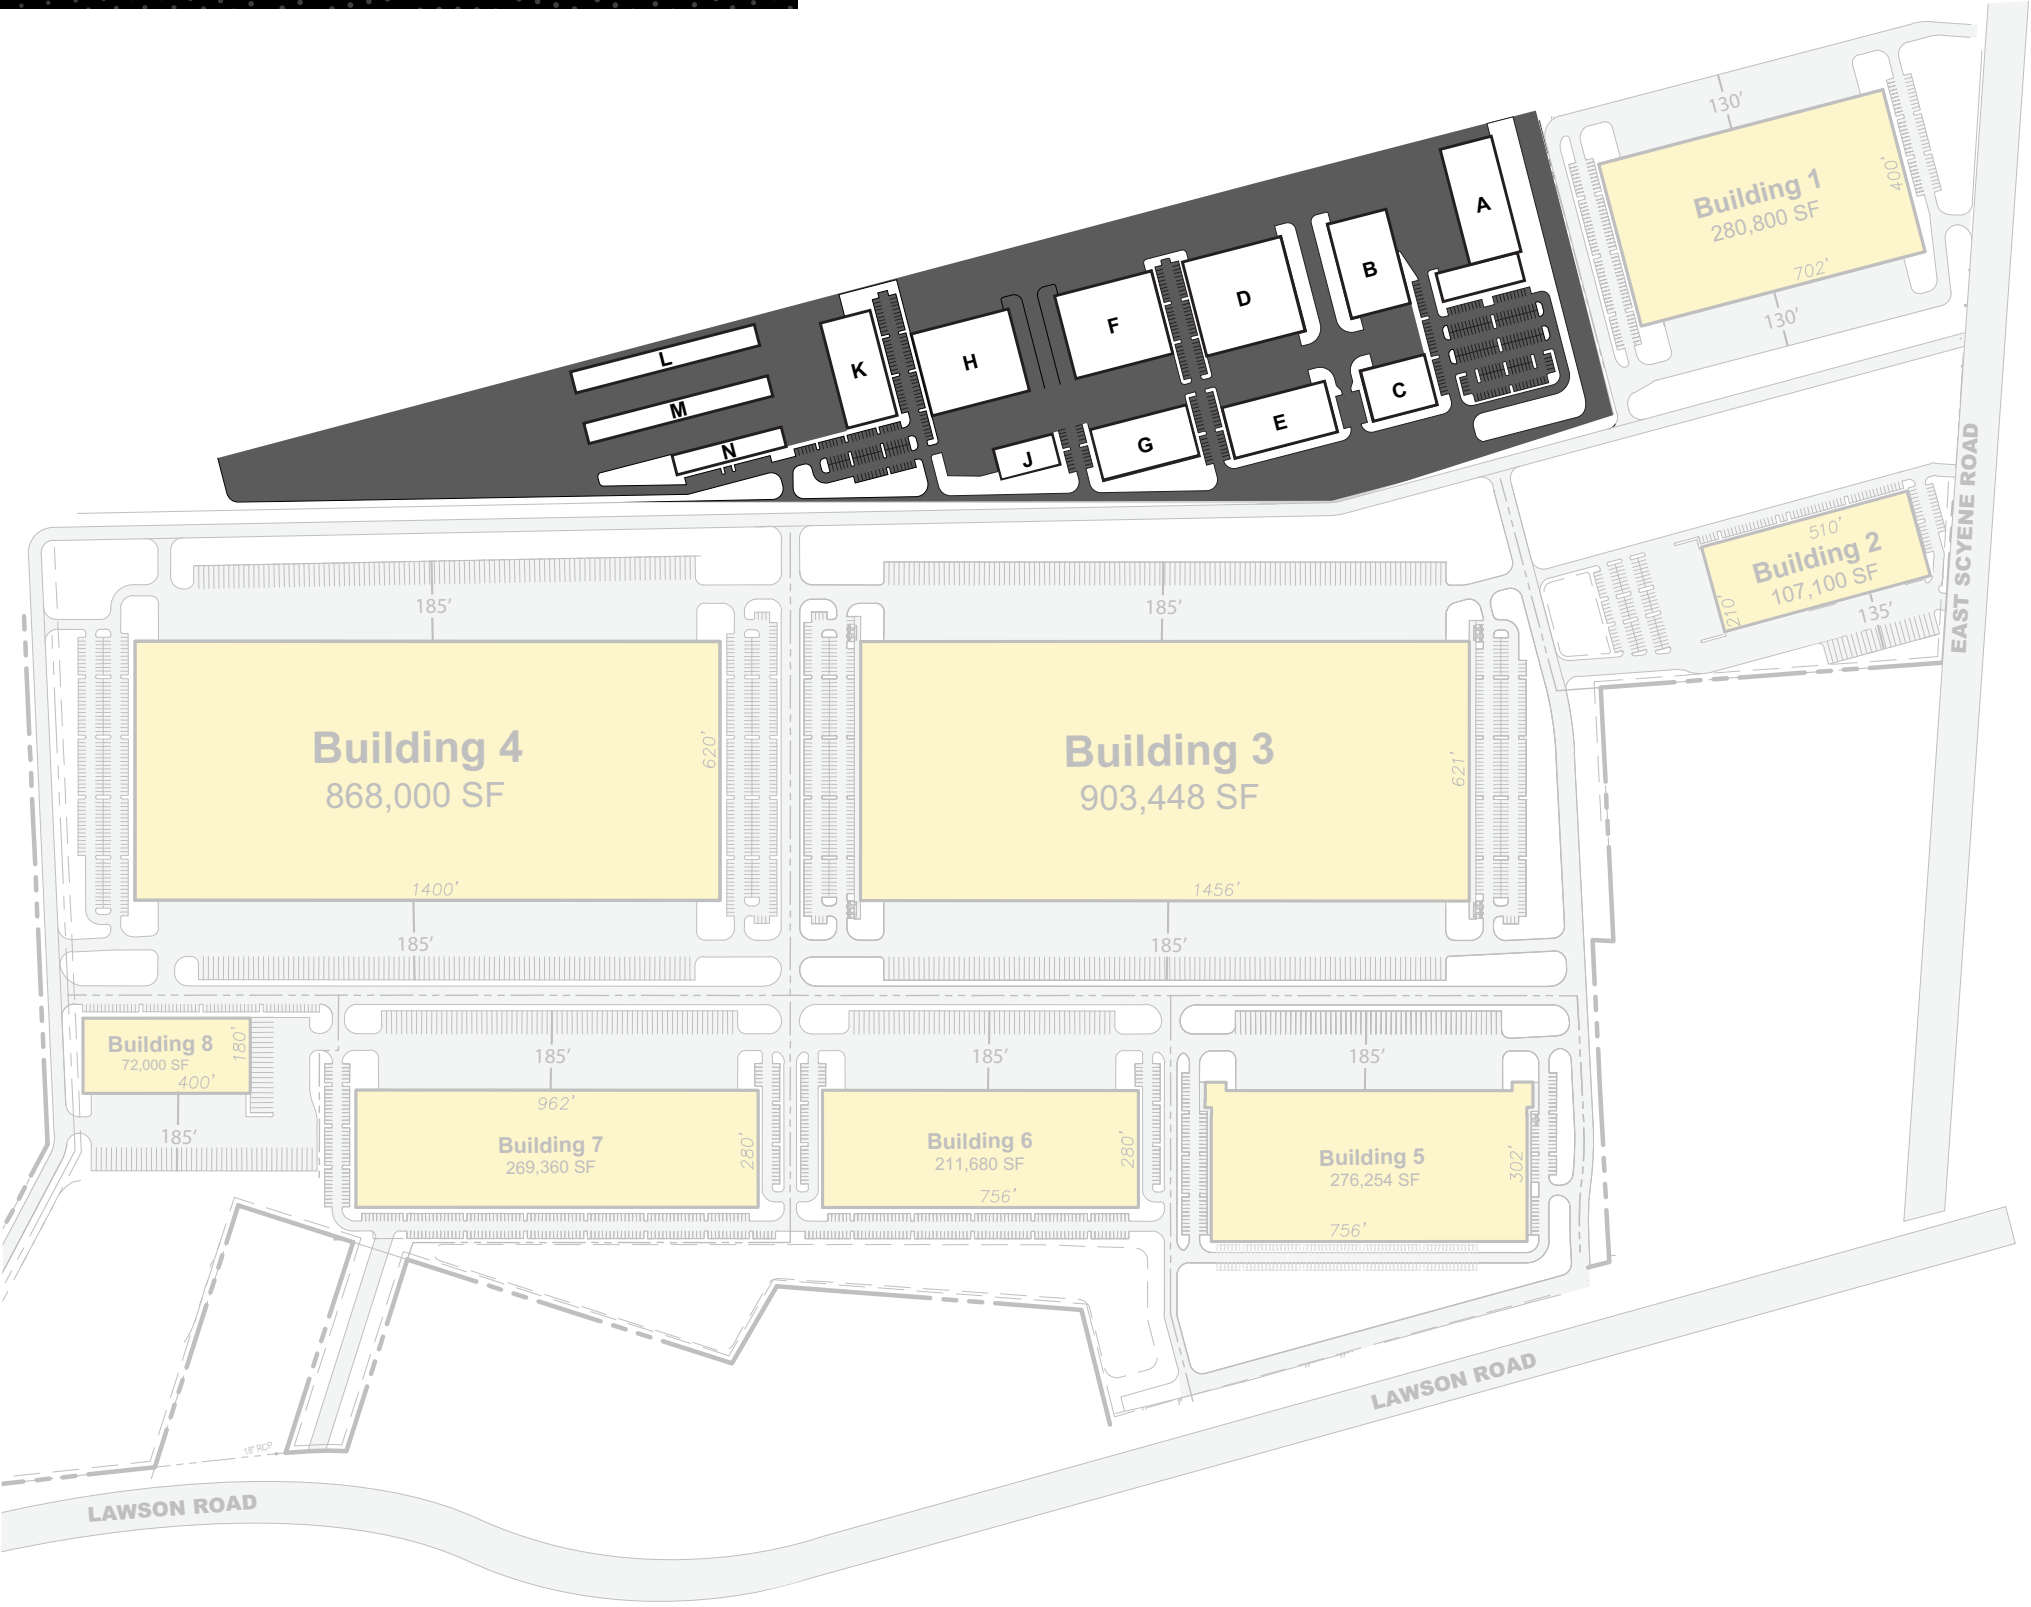 130’
Building 1
280,800 SF
400’
702’
130’
A
B
C
D
E
F
G
H
J
K
L
M
N
510’
Building 2
107,100 SF
210’
135’
EAST SCYENE ROAD
185’
185’
Building 4
868,000 SF
620’
1400’
185’
Building 3
903,448 SF
621’
1456’
185’
Building 8
72,000 SF
180’
400’
185’
185’
962’
Building 7
269,360 SF
280’
185’
Building 6
211,680 SF
280’
756’
185’
Building 5
276,254 SF
302’
756’
LAWSON ROAD
18" RCP
LAWSON ROAD